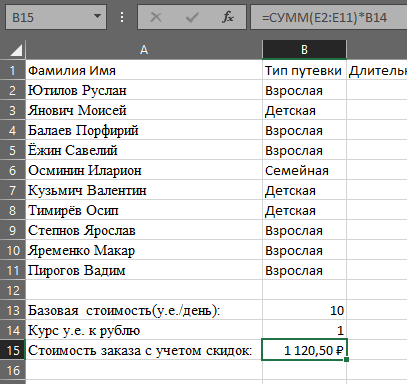 B15 =СУММ(E2:E11)*B14
A B
1 Фамилия Имя Тип путевки Длительн
2 Ютилов Руслан Взрослая
3 Янович Моисей Детская
4 Балаев Порфирий Взрослая
5 Ёжин Савелий Взрослая
6 Осминин Иларион Семейная
7 Кузьмич Валентин Детская
8 Тимирёв Осип Детская
9 Степнов Ярослав Взрослая
10 Яременко Макар Взрослая
11 Пирогов Вадим Взрослая
12
13 Базовая стоимость(у.е./день): 10
14 Курс у.е. к рублю 1
15 Стоимость заказа с учетом скидок: 1 120,50 ₽
16